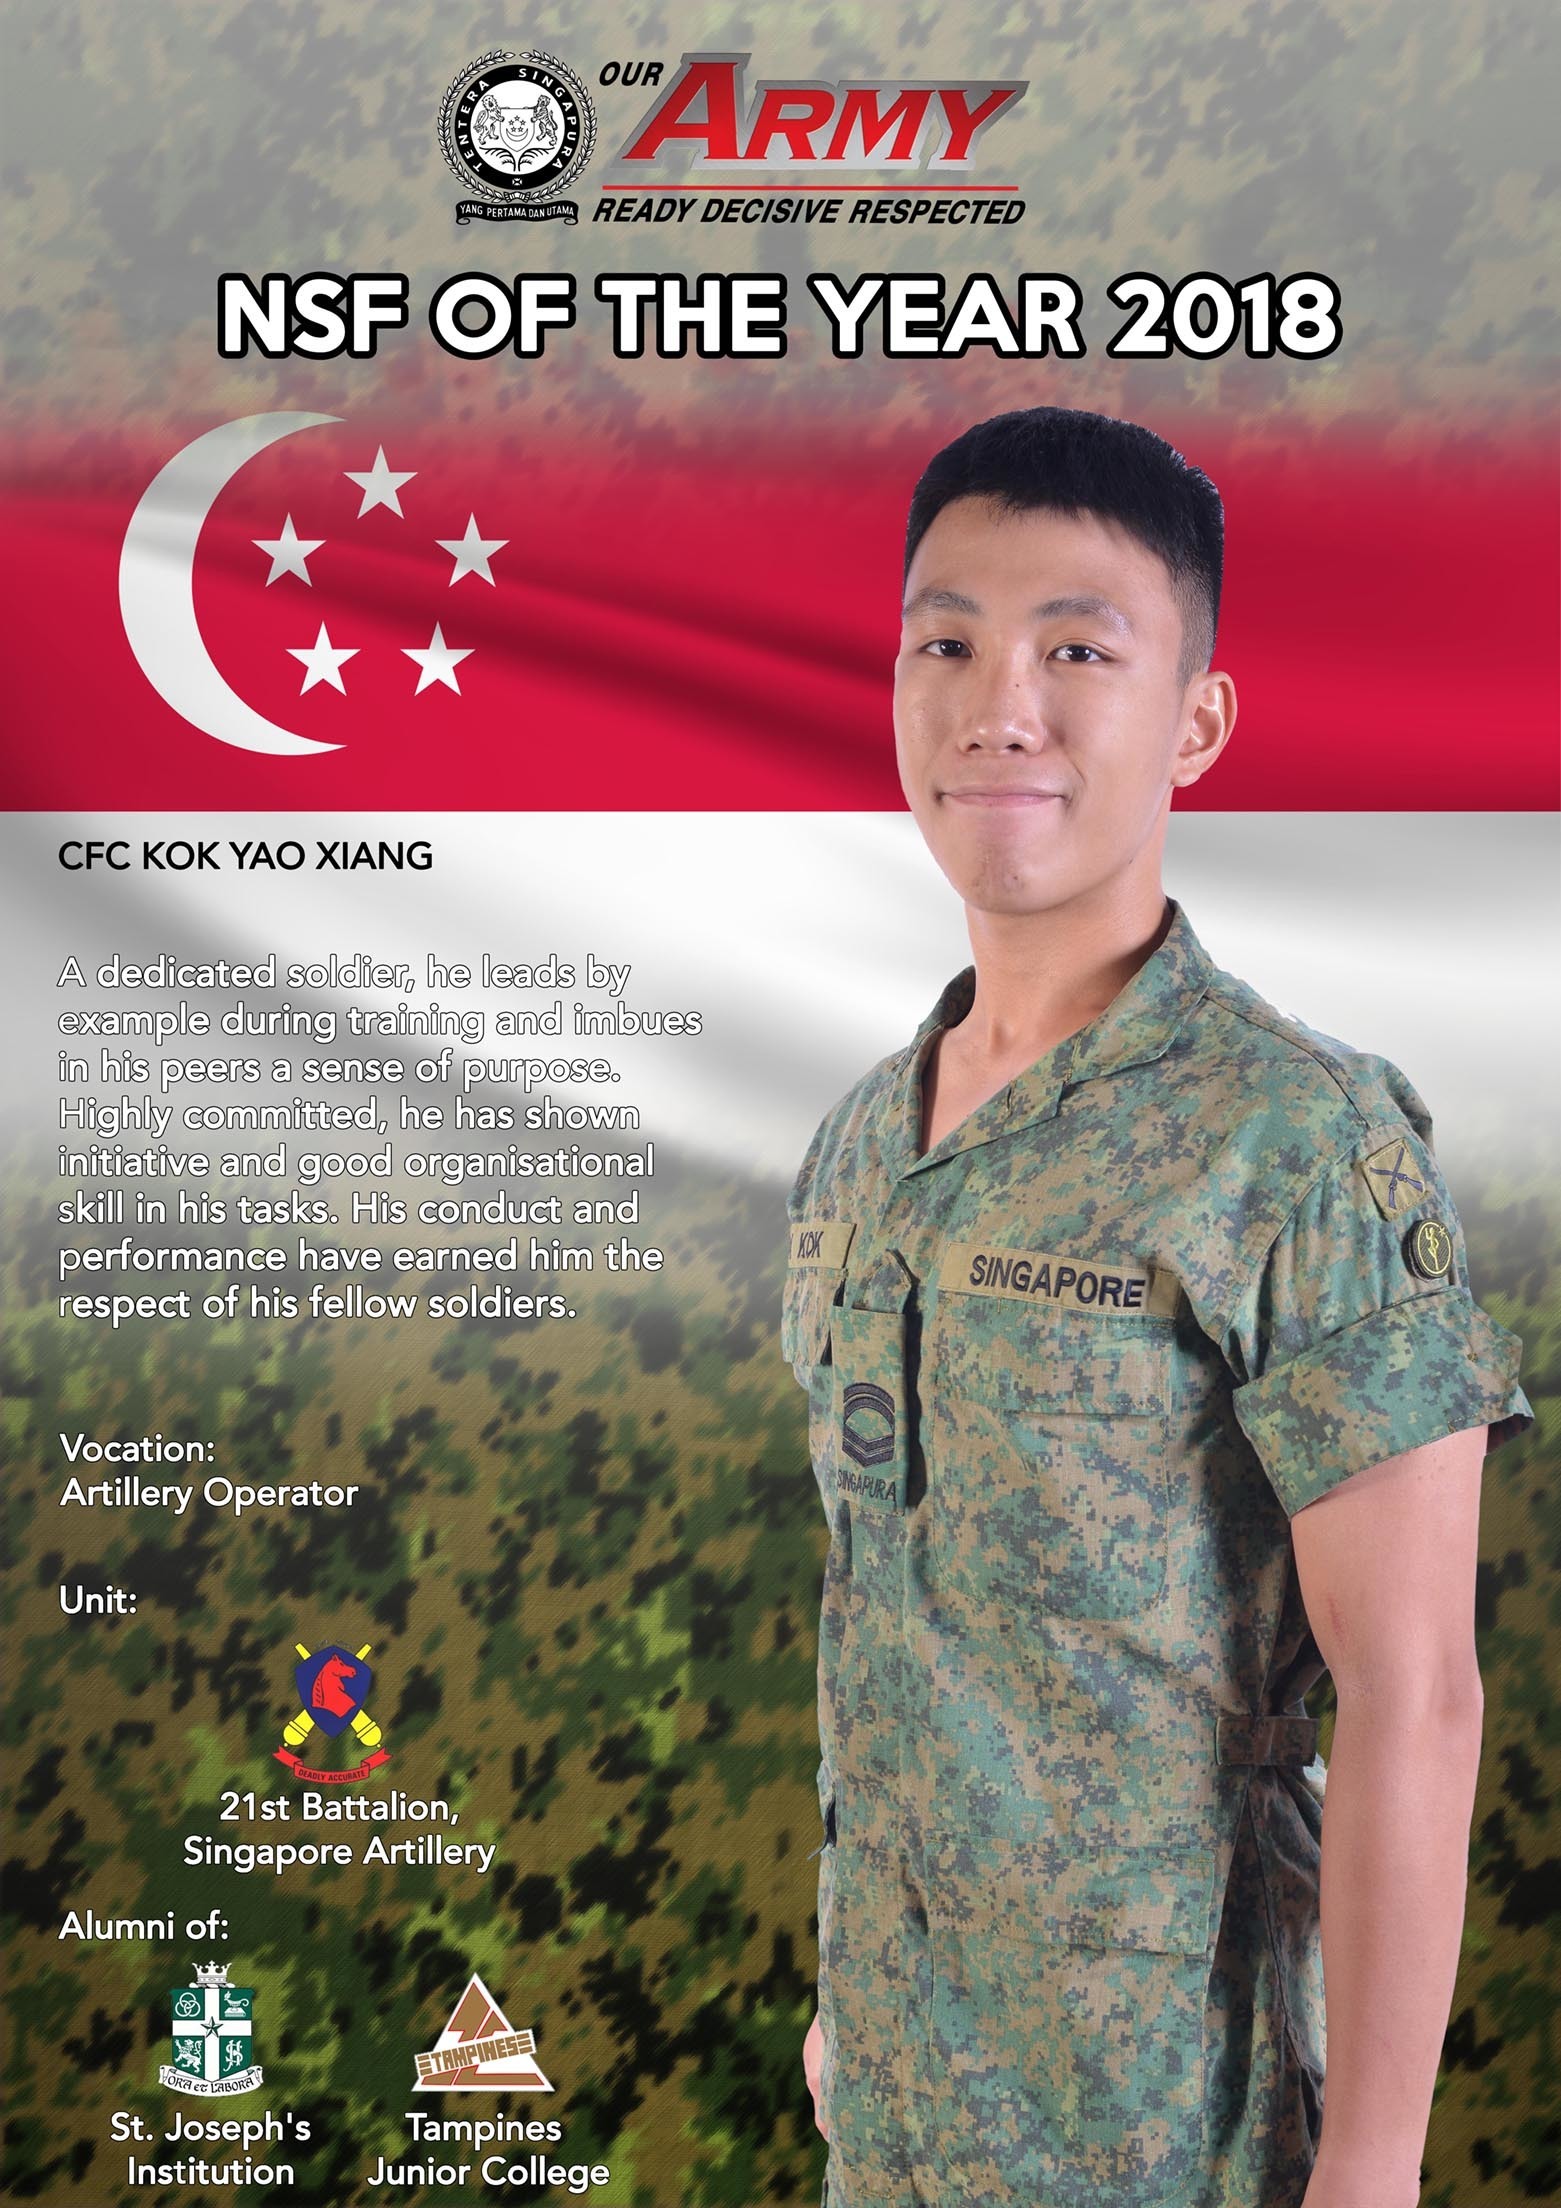 TENTERA SINGAPURA
YANG PERTAMA DAN UTAMA
OUR ARMY
READY DECISIVE RESPECTED
NSF OF THE YEAR 2018
CFC KOK YAO XIANG
A dedicated soldier, he leads by
example during training and imbues
in his peers a sense of purpose.
Highly committed, he has shown
initiative and good organisational
skill in his tasks. His conduct and
performance have earned him the
respect of his fellow soldiers.
KOK
SINGAPORE
SINGAPURA
Vocation:
Artillery Operator
Unit:
DEADLY ACCURATE
21st Battalion,
Singapore Artillery
Alumni of:
ORA ET LABORA
TAMPINES
St. Joseph's
Institution
Tampines
Junior College